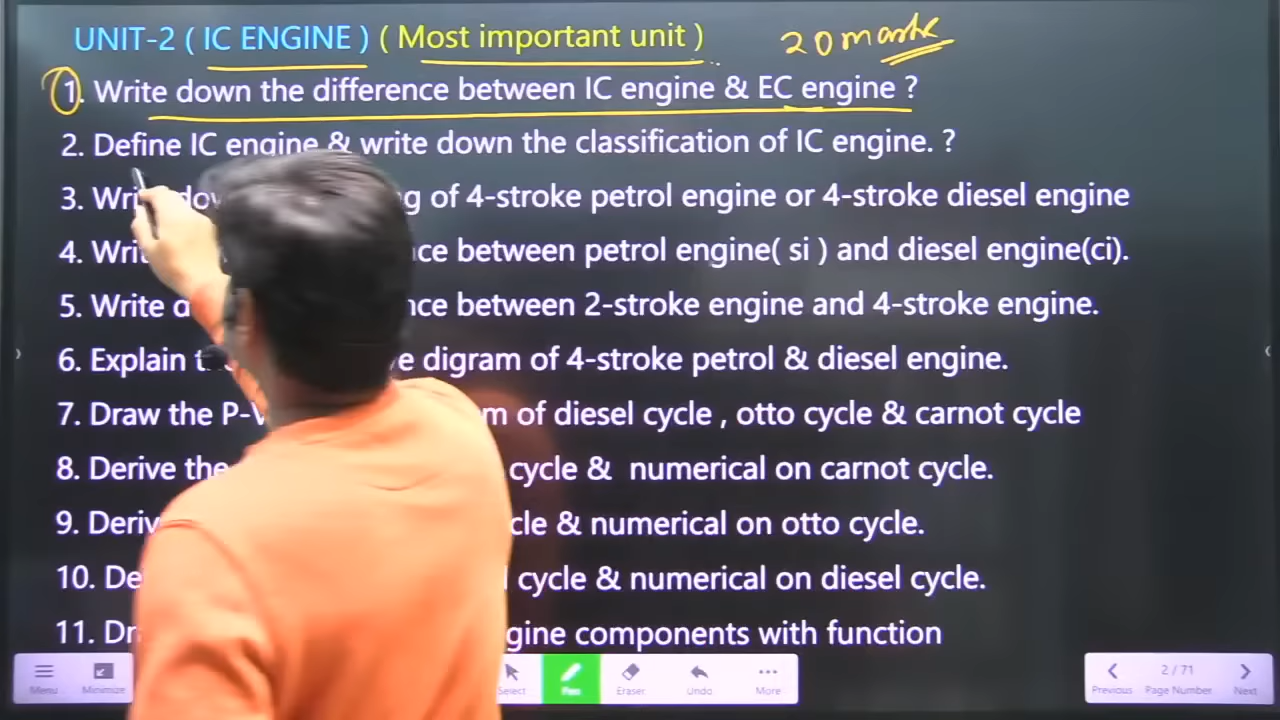 UNIT-2 ( IC ENGINE ) ( Most important unit ) 20 marks
1. Write down the difference between IC engine & EC engine ?
2. Define IC engine & write down the classification of IC engine. ?
3. Wri dow g of 4-stroke petrol engine or 4-stroke diesel engine
4. Writ ce between petrol engine( si ) and diesel engine(ci).
5. Write d nce between 2-stroke engine and 4-stroke engine.
6. Explain t e digram of 4-stroke petrol & diesel engine.
7. Draw the P-V m of diesel cycle , otto cycle & carnot cycle
8. Derive the cycle & numerical on carnot cycle.
9. Deriv cle & numerical on otto cycle.
10. De cycle & numerical on diesel cycle.
11. Dr gine components with function
Menu Minimize Select Pen Eraser Undo More Previous 2 / 71 Page Number Next